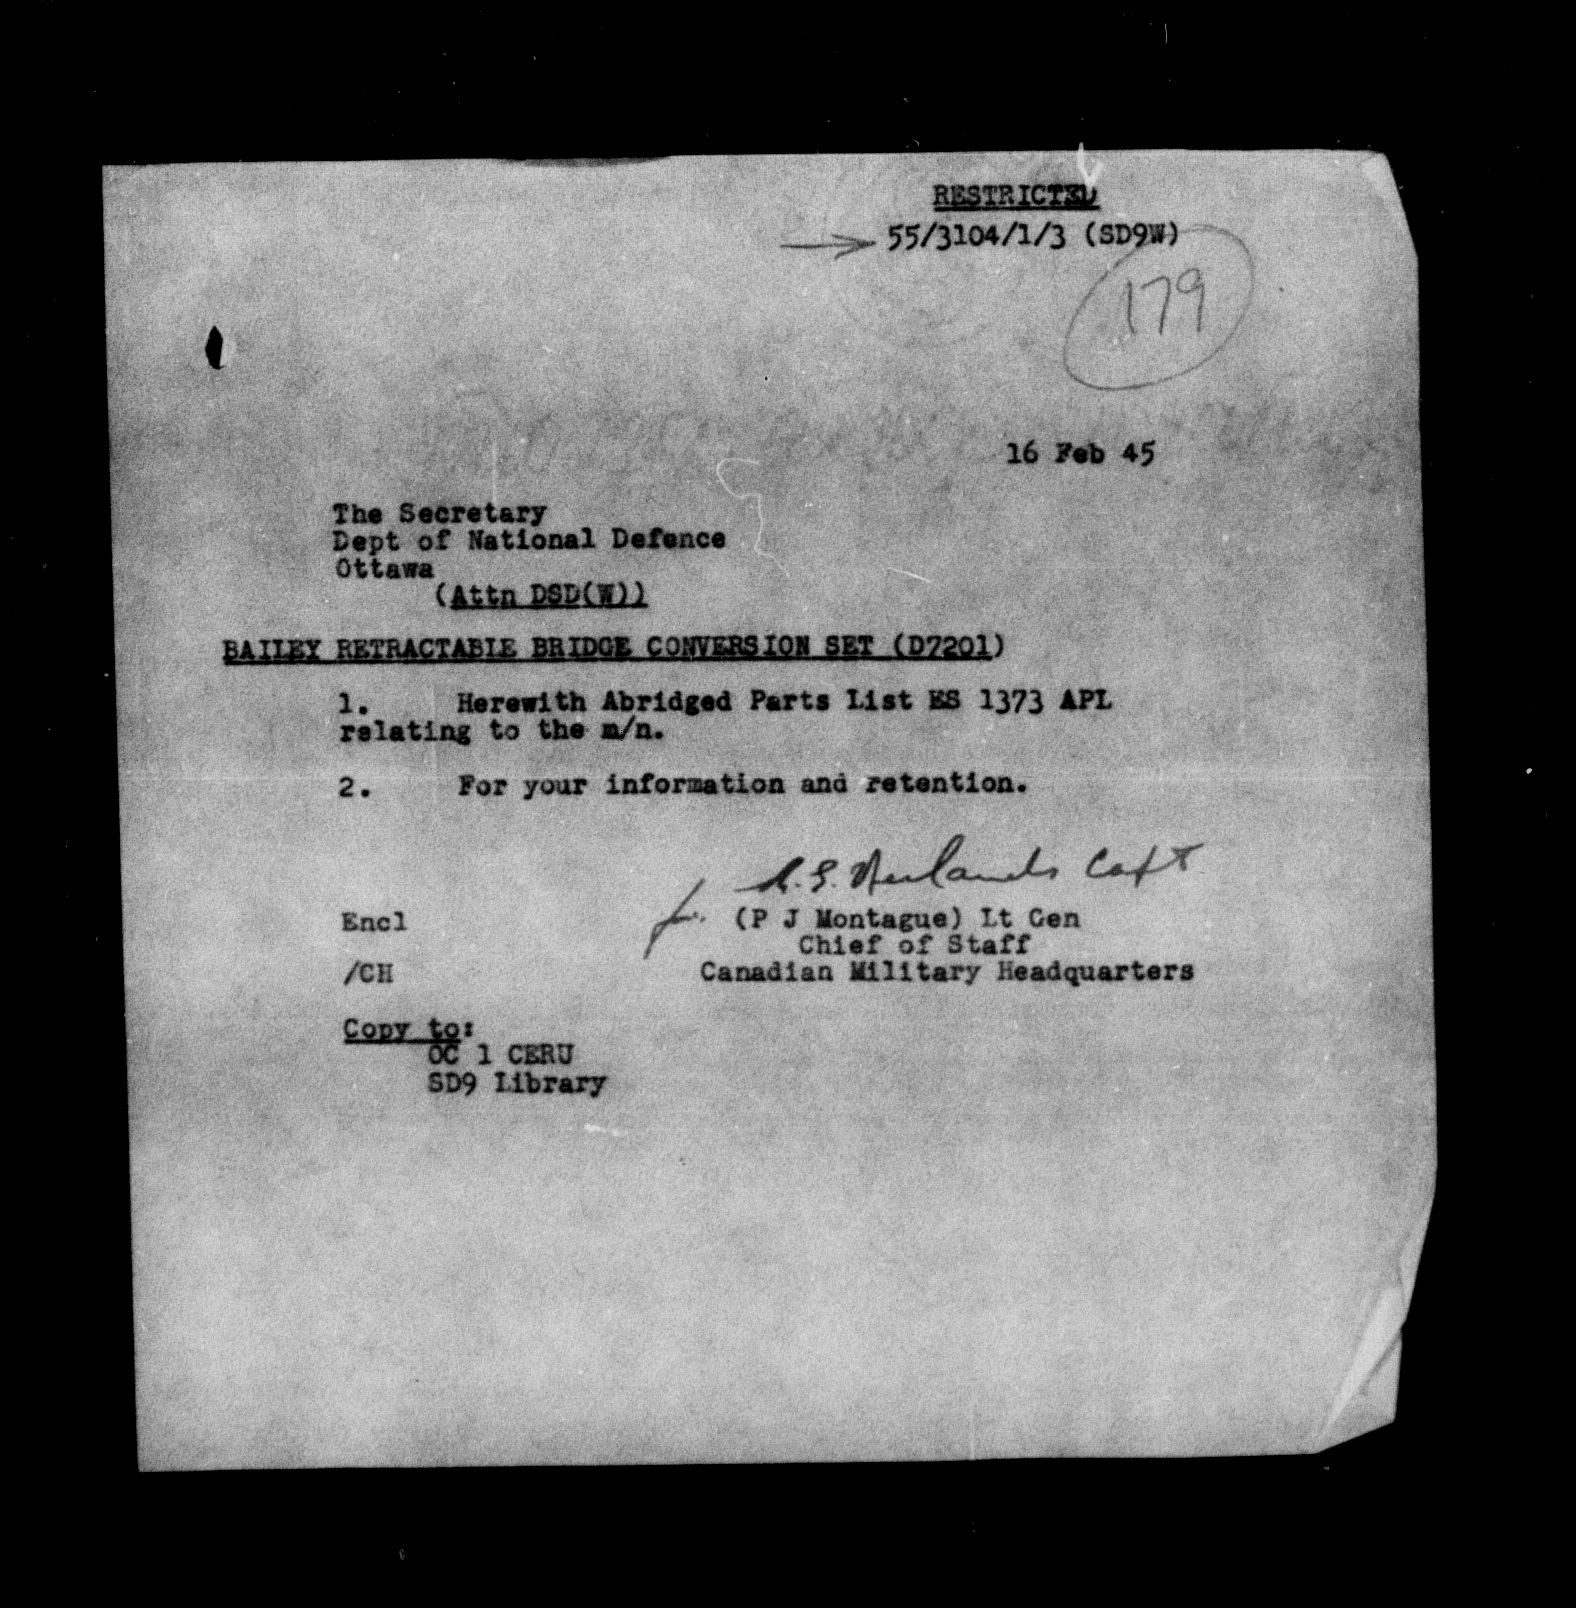 RESTRICTED
55/3104/1/3 (SD9W)
179
16 Feb 45
The Secretary
Dept of National Defence
Ottawa
(Attn DSD(W))
BAILEY RETRACTABLE BRIDGE CONVERSION SET (D7201)
1. Herewith Abridged Parts List ES 1373 APL
relating to the m/n.
2. For your information and retention.
Capt
for (P J Montague) Lt Gen
Encl
Chief of Staff
/CH
Canadian Military Headquarters
Copy to:
OC 1 CERU
SD9 Library